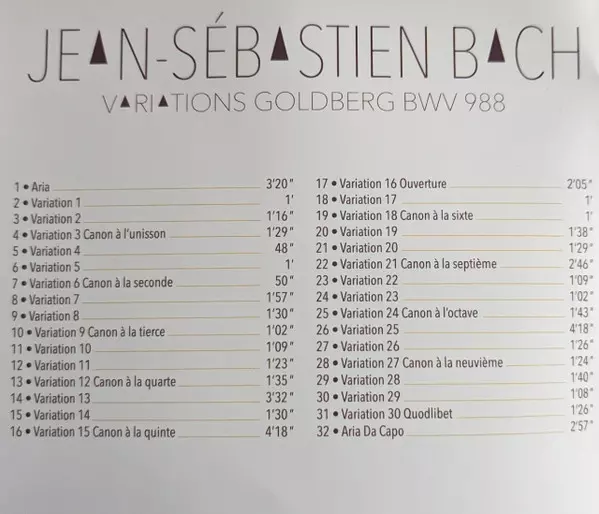 JEAN-SÉBASTIEN BACH
VARIATIONS GOLDBERG BWV 988
1 • Aria 3'20"
2 • Variation 1 1'
3 • Variation 2 1'16"
4 • Variation 3 Canon à l'unisson 1'29"
5 • Variation 4 48"
6 • Variation 5 1'
7 • Variation 6 Canon à la seconde 50"
8 • Variation 7 1'57"
9 • Variation 8 1'30"
10 • Variation 9 Canon à la tierce 1'02"
11 • Variation 10 1'09"
12 • Variation 11 1'23"
13 • Variation 12 Canon à la quarte 1'35"
14 • Variation 13 3'32"
15 • Variation 14 1'30"
16 • Variation 15 Canon à la quinte 4'18"
17 • Variation 16 Ouverture 2'05"
18 • Variation 17 1'
19 • Variation 18 Canon à la sixte 1'
20 • Variation 19 1'38"
21 • Variation 20 1'29"
22 • Variation 21 Canon à la septième 2'46"
23 • Variation 22 1'09"
24 • Variation 23 1'02"
25 • Variation 24 Canon à l'octave 1'43"
26 • Variation 25 4'18"
27 • Variation 26 1'26"
28 • Variation 27 Canon à la neuvième 1'24"
29 • Variation 28 1'40"
30 • Variation 29 1'08"
31 • Variation 30 Quodlibet 1'26"
32 • Aria Da Capo 2'57"